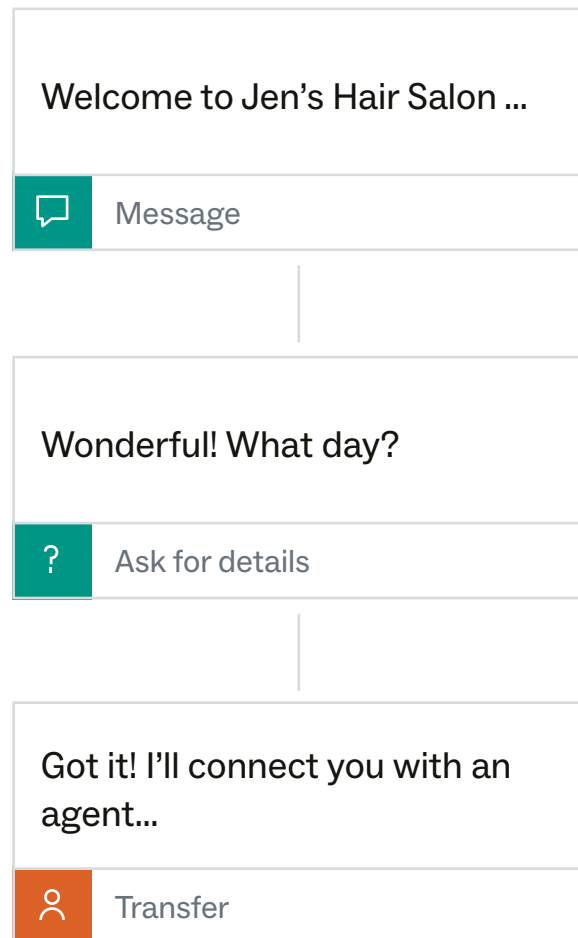 Welcome to Jen’s Hair Salon ...
Message
Wonderful! What day?
?
Ask for details
Got it! I’ll connect you with an
agent...
Transfer